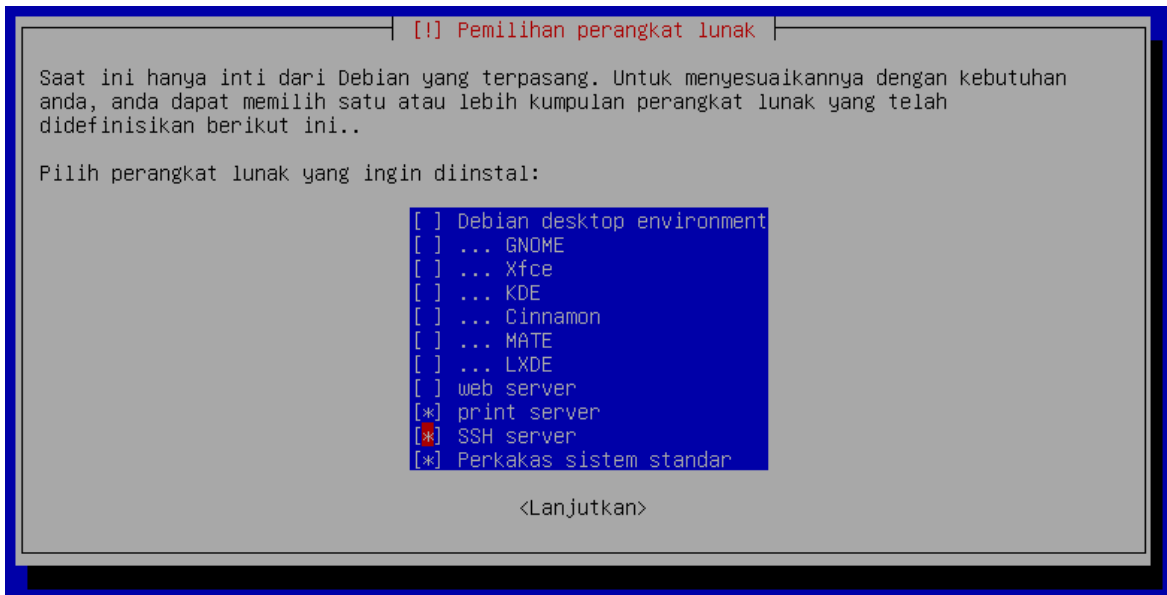 [!] Pemilihan perangkat lunak
Saat ini hanya inti dari Debian yang terpasang. Untuk menyesuaikannya dengan kebutuhan
anda, anda dapat memilih satu atau lebih kumpulan perangkat lunak yang telah
didefinisikan berikut ini..
Pilih perangkat lunak yang ingin diinstal:
[ ] Debian desktop environment
[ ] ... GNOME
[ ] ... Xfce
[ ] ... KDE
[ ] ... Cinnamon
[ ] ... MATE
[ ] ... LXDE
[ ] web server
[*] print server
[*] SSH server
[*] Perkakas sistem standar
<Lanjutkan>